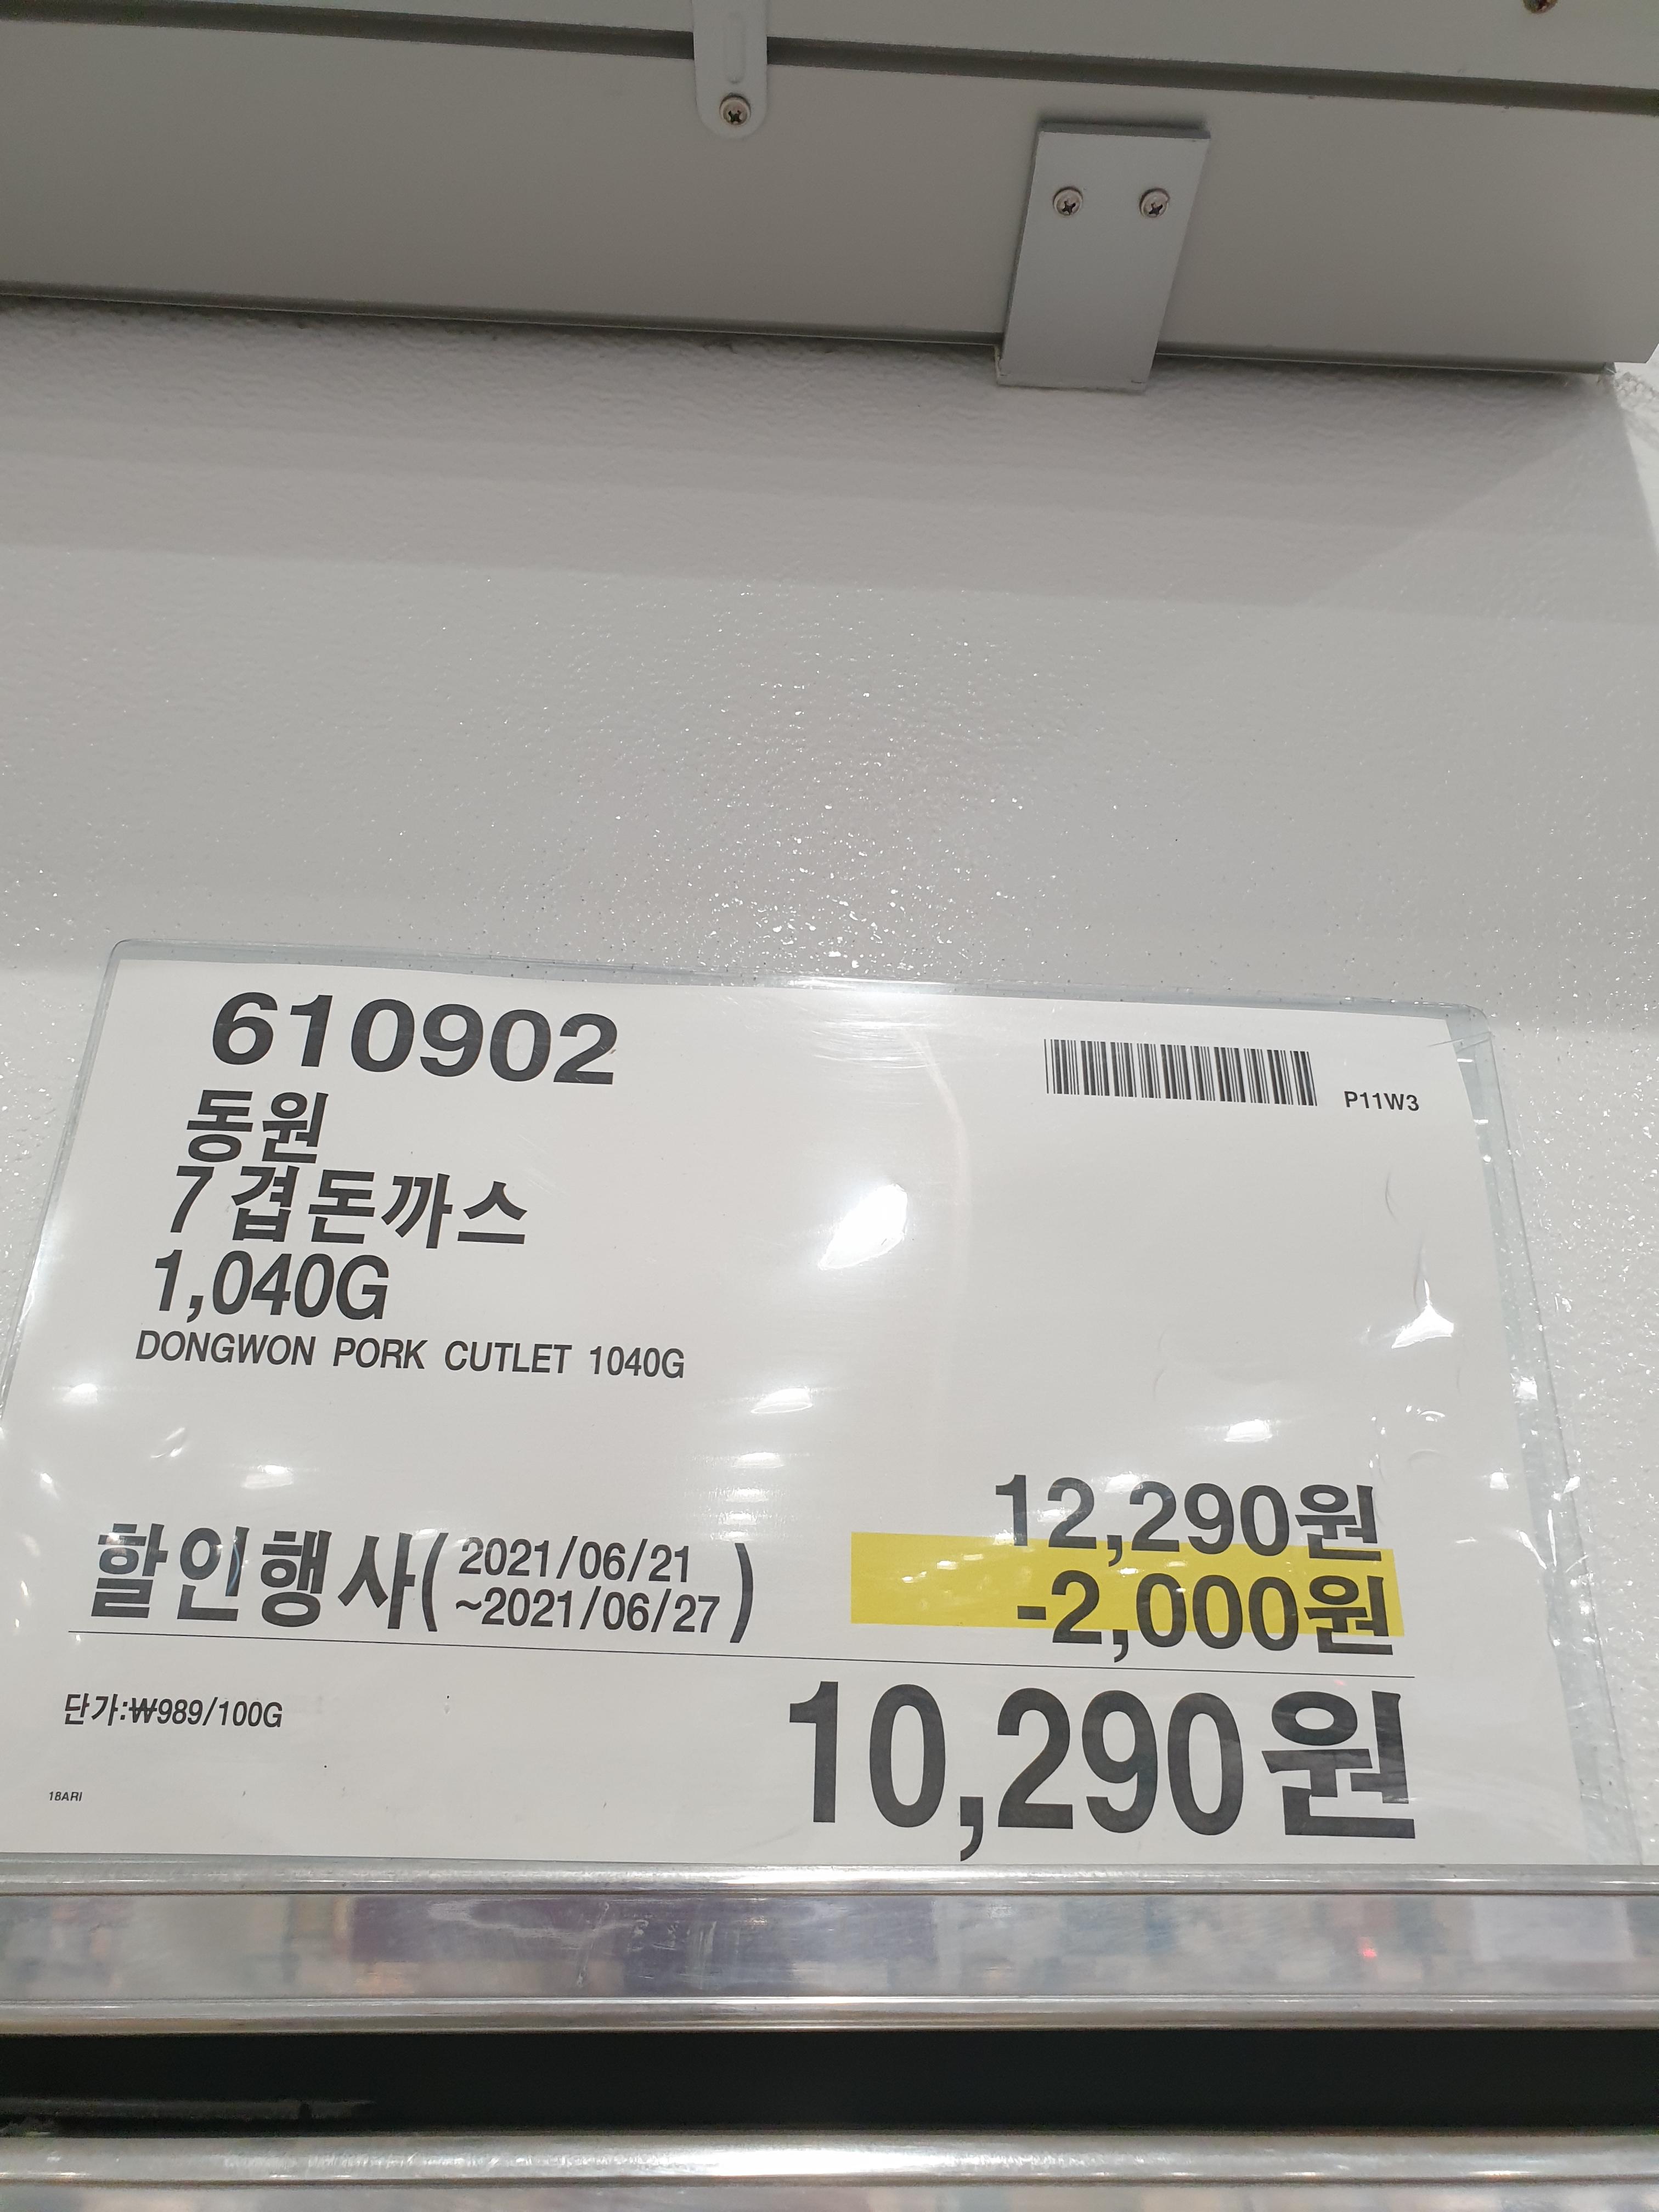 610902
P11W3
동원
7겹돈까스
1,040G
DONGWON PORK CUTLET 1040G
12,290원
할인행사(2021/06/21
~2021/06/27)
-2,000원
단가:₩989/100G
10,290원
18ARI